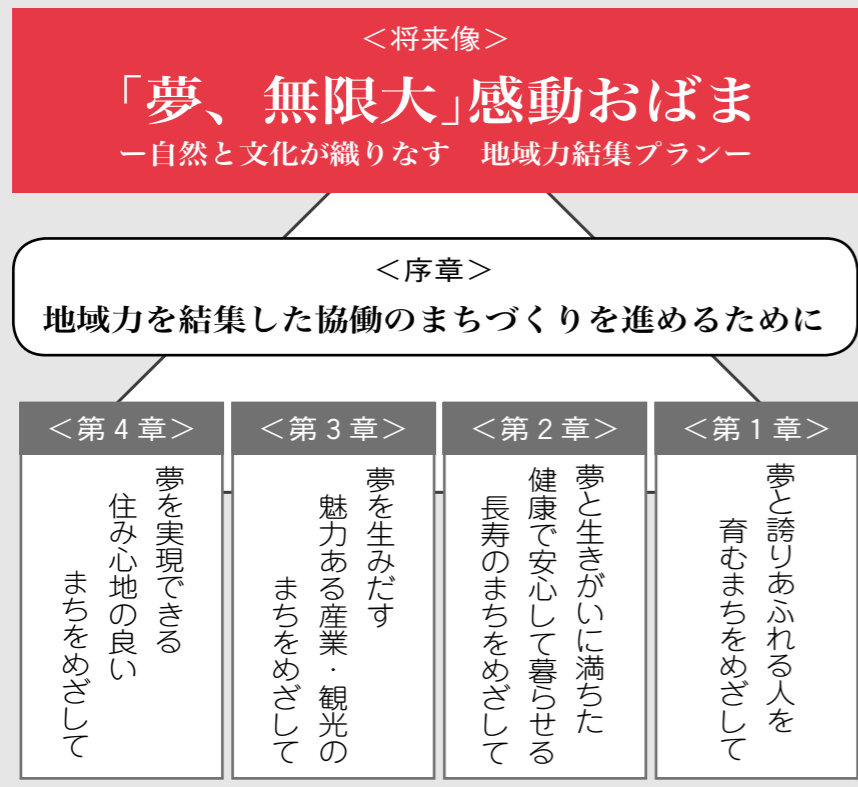 ＜将来像＞
「夢、無限大」感動おばま
ー自然と文化が織りなす　地域力結集プランー
＜序章＞
地域力を結集した協働のまちづくりを進めるために
＜第１章＞
夢と誇りあふれる人を
育むまちをめざして
＜第２章＞
夢と生きがいに満ちた
健康で安心して暮らせる
長寿のまちをめざして
＜第３章＞
夢を生みだす
魅力ある産業・観光の
まちをめざして
＜第４章＞
夢を実現できる
住み心地の良い
まちをめざして